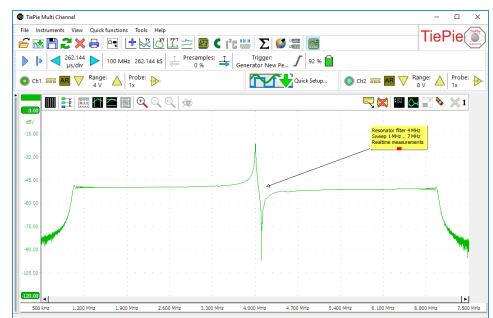 TiePie Multi Channel
File Instruments View Quick functions Tools Help
TiePie
262.144 µs/div 100 MHz 262.144 kS Presamples: 0 % Trigger: Generator New Pe... 92 %
Ch1 AR Range: 4 V Probe: 1x Quick Setup... Ch2 AR Range: 8 V Probe: 1x
0.00
dBV
-15.00
-30.00
-45.00
-60.00
-75.00
-90.00
-105.00
-120.00
1
Resonator filter 4 MHz
Sweep 1 MHz .. 7 MHz
Realtime measurements
500 kHz 1.200 MHz 1.900 MHz 2.600 MHz 3.300 MHz 4.000 MHz 4.700 MHz 5.400 MHz 6.100 MHz 6.800 MHz 7.500 MHz